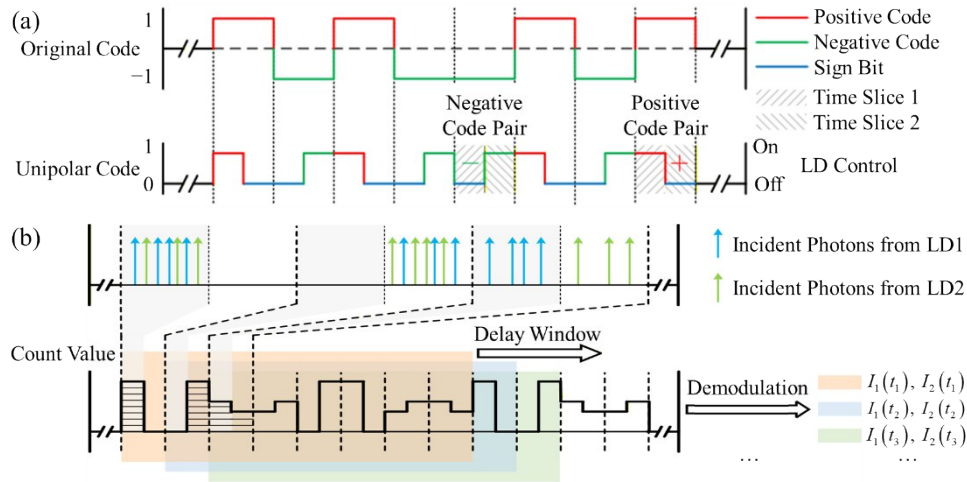 (a)
Original Code
1
−1
Positive Code
Negative Code
Sign Bit
Time Slice 1
Time Slice 2
Negative
Code Pair
Positive
Code Pair
Unipolar Code
1
0
−
+
On
Off
LD Control
(b)
Incident Photons from LD1
Incident Photons from LD2
Count Value
Delay Window
Demodulation
I₁(t₁), I₂(t₁)
I₁(t₂), I₂(t₂)
I₁(t₃), I₂(t₃)
... ...